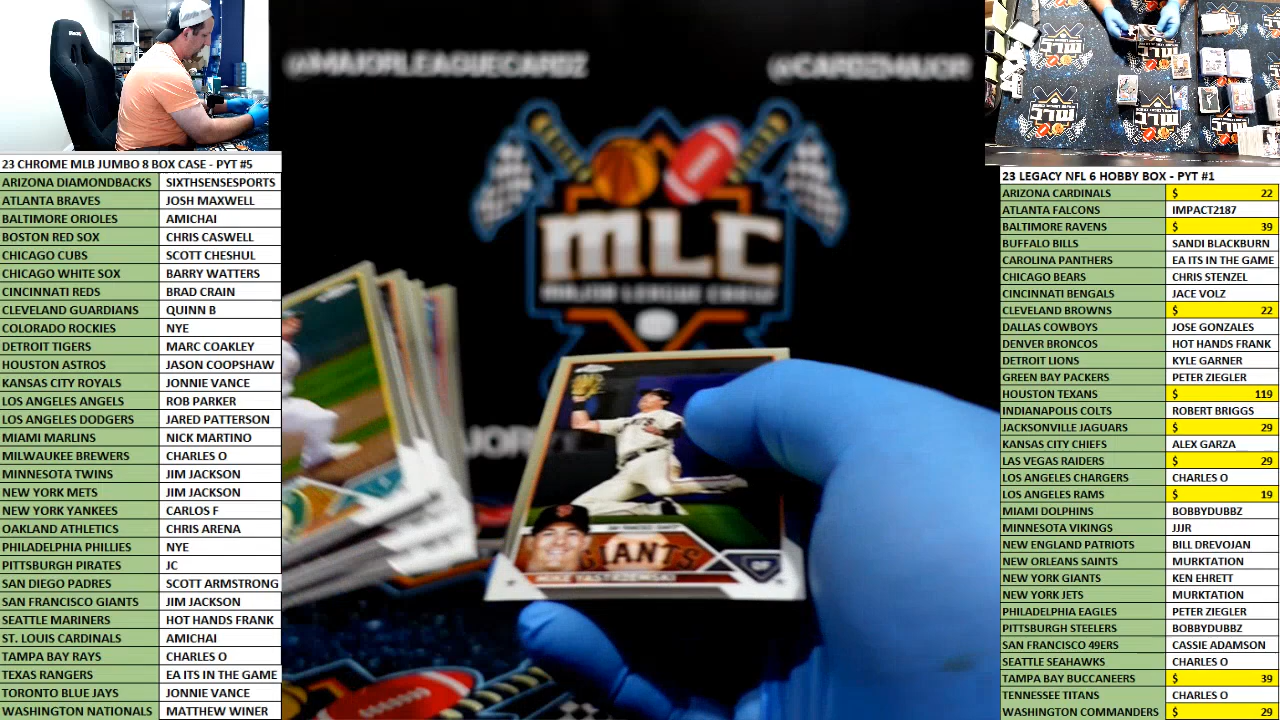 23 CHROME MLB JUMBO 8 BOX CASE - PYT #5
ARIZONA DIAMONDBACKS SIXTHSENSESPORTS
ATLANTA BRAVES JOSH MAXWELL
BALTIMORE ORIOLES AMICHAI
BOSTON RED SOX CHRIS CASWELL
CHICAGO CUBS SCOTT CHESHUL
CHICAGO WHITE SOX BARRY WATTERS
CINCINNATI REDS BRAD CRAIN
CLEVELAND GUARDIANS QUINN B
COLORADO ROCKIES NYE
DETROIT TIGERS MARC COAKLEY
HOUSTON ASTROS JASON COOPSHAW
KANSAS CITY ROYALS JONNIE VANCE
LOS ANGELES ANGELS ROB PARKER
LOS ANGELES DODGERS JARED PATTERSON
MIAMI MARLINS NICK MARTINO
MILWAUKEE BREWERS CHARLES O
MINNESOTA TWINS JIM JACKSON
NEW YORK METS JIM JACKSON
NEW YORK YANKEES CARLOS F
OAKLAND ATHLETICS CHRIS ARENA
PHILADELPHIA PHILLIES NYE
PITTSBURGH PIRATES JC
SAN DIEGO PADRES SCOTT ARMSTRONG
SAN FRANCISCO GIANTS JIM JACKSON
SEATTLE MARINERS HOT HANDS FRANK
ST. LOUIS CARDINALS AMICHAI
TAMPA BAY RAYS CHARLES O
TEXAS RANGERS EA ITS IN THE GAME
TORONTO BLUE JAYS JONNIE VANCE
WASHINGTON NATIONALS MATTHEW WINER
@CARDZMAJOR
MLC
GIANTS
MIKE YASTRZEMSKI
23 LEGACY NFL 6 HOBBY BOX - PYT #1
ARIZONA CARDINALS $ 22
ATLANTA FALCONS IMPACT2187
BALTIMORE RAVENS $ 39
BUFFALO BILLS SANDI BLACKBURN
CAROLINA PANTHERS EA ITS IN THE GAME
CHICAGO BEARS CHRIS STENZEL
CINCINNATI BENGALS JACE VOLZ
CLEVELAND BROWNS $ 22
DALLAS COWBOYS JOSE GONZALES
DENVER BRONCOS HOT HANDS FRANK
DETROIT LIONS KYLE GARNER
GREEN BAY PACKERS PETER ZIEGLER
HOUSTON TEXANS $ 119
INDIANAPOLIS COLTS ROBERT BRIGGS
JACKSONVILLE JAGUARS $ 29
KANSAS CITY CHIEFS ALEX GARZA
LAS VEGAS RAIDERS $ 29
LOS ANGELES CHARGERS CHARLES O
LOS ANGELES RAMS $ 19
MIAMI DOLPHINS BOBBYDUBBZ
MINNESOTA VIKINGS JJR
NEW ENGLAND PATRIOTS BILL DREVOJAN
NEW ORLEANS SAINTS MURKTATION
NEW YORK GIANTS KEN EHRETT
NEW YORK JETS MURKTATION
PHILADELPHIA EAGLES PETER ZIEGLER
PITTSBURGH STEELERS BOBBYDUBBZ
SAN FRANCISCO 49ERS CASSIE ADAMSON
SEATTLE SEAHAWKS CHARLES O
TAMPA BAY BUCCANEERS $ 39
TENNESSEE TITANS CHARLES O
WASHINGTON COMMANDERS $ 29